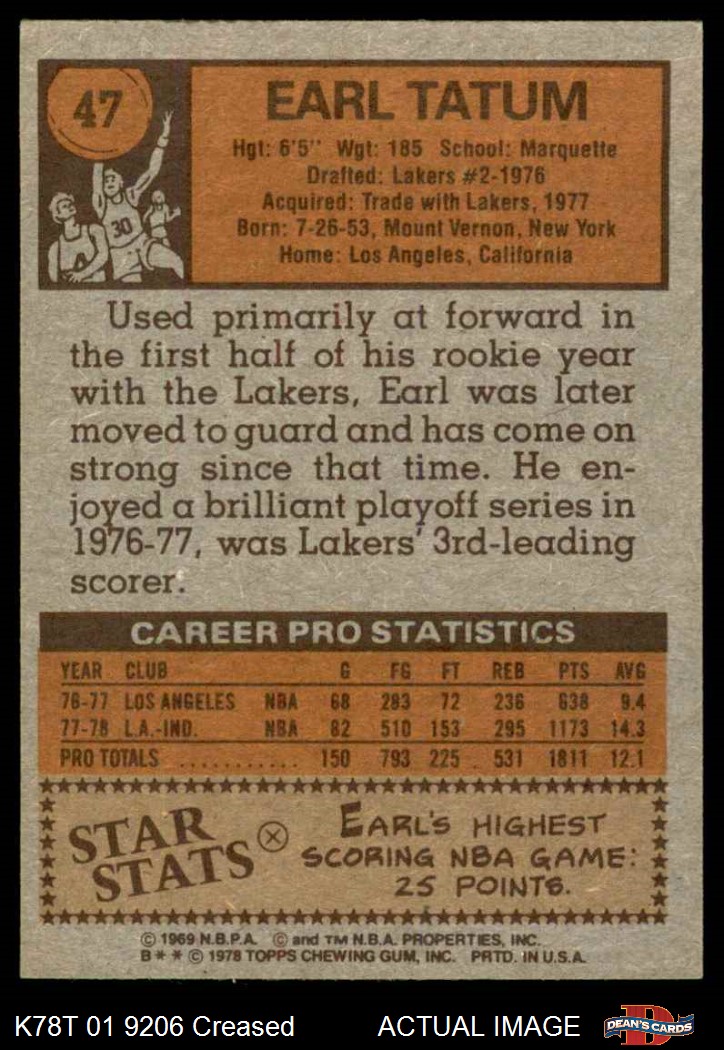 47
EARL TATUM
Hgt: 6'5" Wgt: 185 School: Marquette
Drafted: Lakers #2-1976
Acquired: Trade with Lakers, 1977
Born: 7-26-53, Mount Vernon, New York
Home: Los Angeles, California
30
Used primarily at forward in
the first half of his rookie year
with the Lakers, Earl was later
moved to guard and has come on
strong since that time. He en-
joyed a brilliant playoff series in
1976-77, was Lakers' 3rd-leading
scorer.
CAREER PRO STATISTICS
YEAR CLUB G FG FT REB PTS AVG
76-77 LOS ANGELES NBA 68 283 72 236 638 9.4
77-78 L.A.-IND. NBA 82 510 153 295 1173 14.3
PRO TOTALS ........... 150 793 225 531 1811 12.1
STAR
STATS
EARL'S HIGHEST
SCORING NBA GAME:
25 POINTS.
© 1969 N.B.P.A. © and TM N.B.A. PROPERTIES, INC.
B * * © 1978 TOPPS CHEWING GUM, INC. PRTD. IN U.S.A.
K78T 01 9206 Creased ACTUAL IMAGE D DEAN'S CARDS